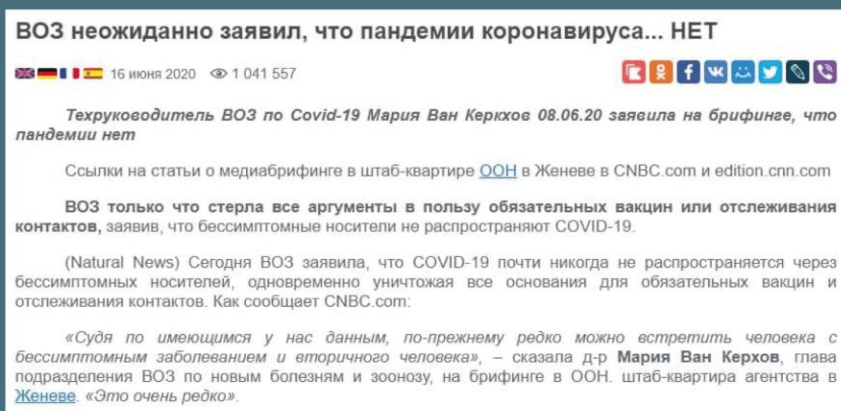 ВОЗ неожиданно заявил, что пандемии коронавируса... НЕТ
16 июня 2020 1 041 557
Техруководитель ВОЗ по Covid-19 Мария Ван Керкхов 08.06.20 заявила на брифинге, что
пандемии нет
Ссылки на статьи о медиабрифинге в штаб-квартире ООН в Женеве в CNBC.com и edition.cnn.com
ВОЗ только что стерла все аргументы в пользу обязательных вакцин или отслеживания
контактов, заявив, что бессимптомные носители не распространяют COVID-19.
(Natural News) Сегодня ВОЗ заявила, что COVID-19 почти никогда не распространяется через
бессимптомных носителей, одновременно уничтожая все основания для обязательных вакцин и
отслеживания контактов. Как сообщает CNBC.com:
«Судя по имеющимся у нас данным, по-прежнему редко можно встретить человека с
бессимптомным заболеванием и вторичного человека», – сказала д-р Мария Ван Керхов, глава
подразделения ВОЗ по новым болезням и зоонозу, на брифинге в ООН. штаб-квартира агентства в
Женеве. «Это очень редко».